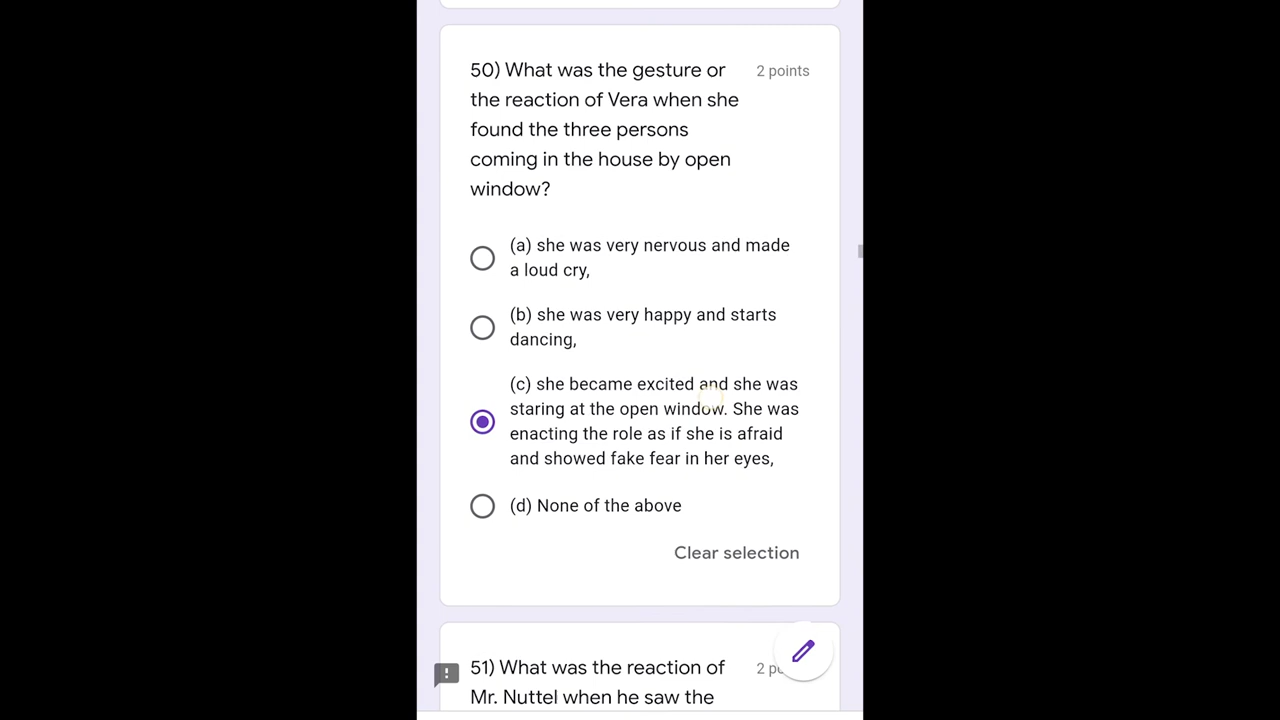 50) What was the gesture or
2 points
the reaction of Vera when she
found the three persons
coming in the house by open
window?
(a) she was very nervous and made
a loud cry,
(b) she was very happy and starts
dancing,
(c) she became excited and she was
staring at the open window. She was
enacting the role as if she is afraid
and showed fake fear in her eyes,
(d) None of the above
Clear selection
51) What was the reaction of
2
Mr. Nuttel when he saw the